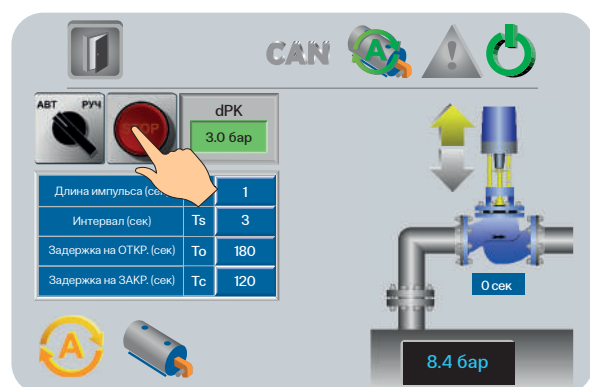 CAN
A
АВТ РУЧ
STOP
dPK
3.0 бар
Длина импульса (сек
1
Интервал (сек) Ts 3
Задержка на ОТКР. (сек) To 180
Задержка на ЗАКР. (сек) Tc 120
0 сек
A
8.4 бар